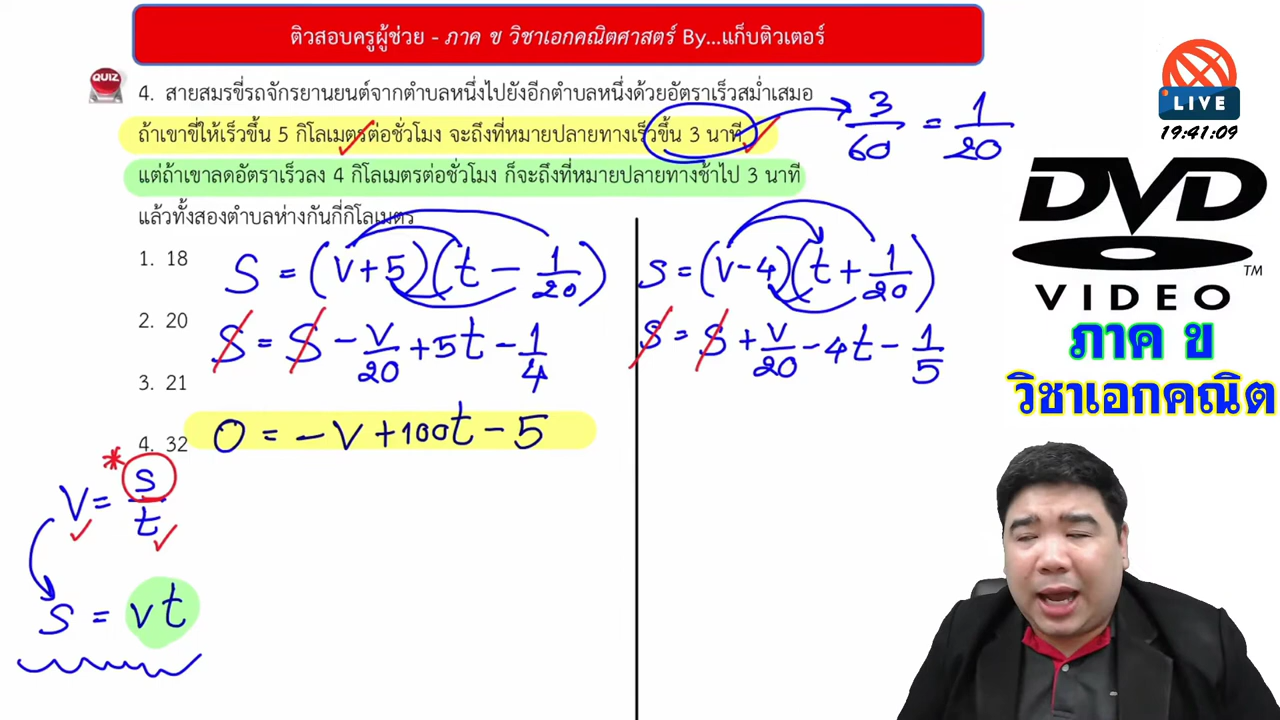 ติวสอบครูผู้ช่วย - ภาค ข วิชาเอกคณิตศาสตร์ By...แก็บติวเตอร์
QUIZ
4. สายสมรขี่รถจักรยานยนต์จากตำบลหนึ่งไปยังอีกตำบลหนึ่งด้วยอัตราเร็วสม่ำเสมอ
ถ้าเขาขี่ให้เร็วขึ้น 5 กิโลเมตรต่อชั่วโมง จะถึงที่หมายปลายทางเร็วขึ้น 3 นาที
แต่ถ้าเขาลดอัตราเร็วลง 4 กิโลเมตรต่อชั่วโมง ก็จะถึงที่หมายปลายทางช้าไป 3 นาที
แล้วทั้งสองตำบลห่างกันกี่กิโลเมตร
3/60 = 1/20
1. 18
2. 20
3. 21
4. 32
S = (v+5)(t - 1/20)
S = S - v/20 + 5t - 1/4
0 = -v + 100t - 5
S = (v-4)(t + 1/20)
S = S + v/20 - 4t - 1/5
* v = s/t
s = vt
LIVE
19:41:09
DVD
TM
VIDEO
ภาค ข
วิชาเอกคณิต